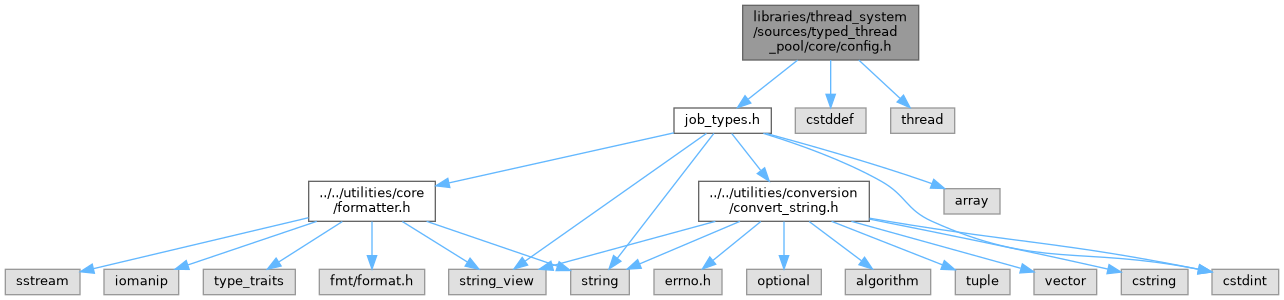 libraries/thread_system
/sources/typed_thread
_pool/core/config.h
job_types.h
cstddef
thread
../../utilities/core
/formatter.h
../../utilities/conversion
/convert_string.h
array
sstream
iomanip
type_traits
fmt/format.h
string_view
string
errno.h
optional
algorithm
tuple
vector
cstring
cstdint